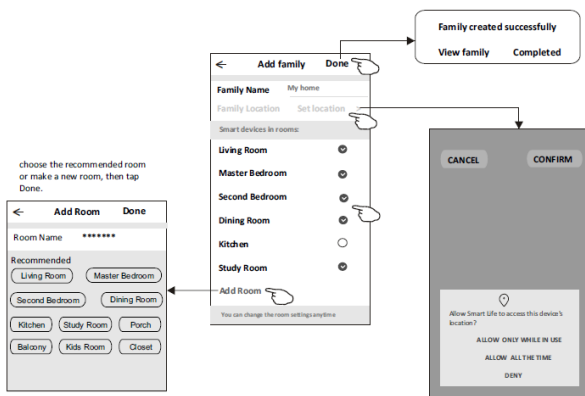 Family created successfully
View family Completed
← Add family Done
Family Name My home
Family Location Set location >
Smart devices in rooms:
Living Room
Master Bedroom
Second Bedroom
Dining Room
Kitchen
Study Room
Add Room
You can change the room settings anytime
choose the recommended room
or make a new room, then tap
Done.
← Add Room Done
Room Name *******
Recommended
Living Room Master Bedroom
Second Bedroom Dining Room
Kitchen Study Room Porch
Balcony Kids Room Closet
CANCEL CONFIRM
Allow Smart Life to access this device's
location?
ALLOW ONLY WHILE IN USE
ALLOW ALL THE TIME
DENY